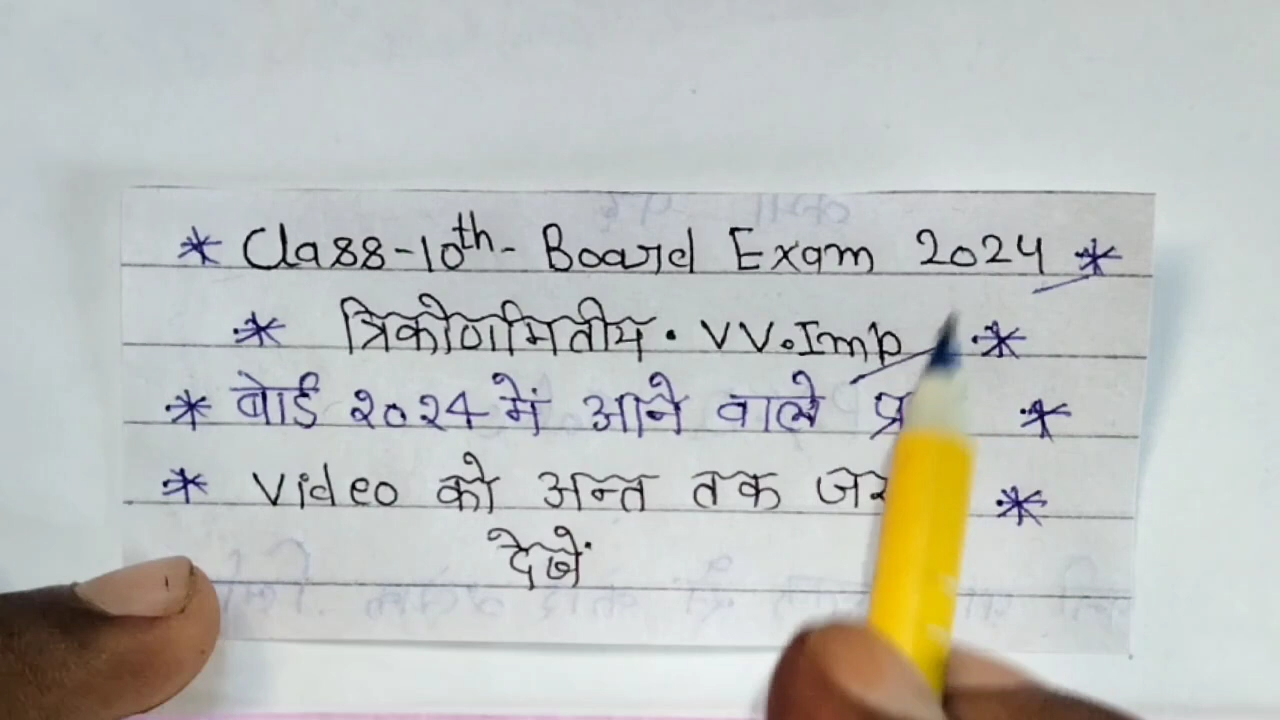 * Class-10th- Board Exam 2024 *
* त्रिकोणमितीय . VV.Imp *
* बोर्ड 2024 में आने वाले *
* Video को अन्त तक *
देखें